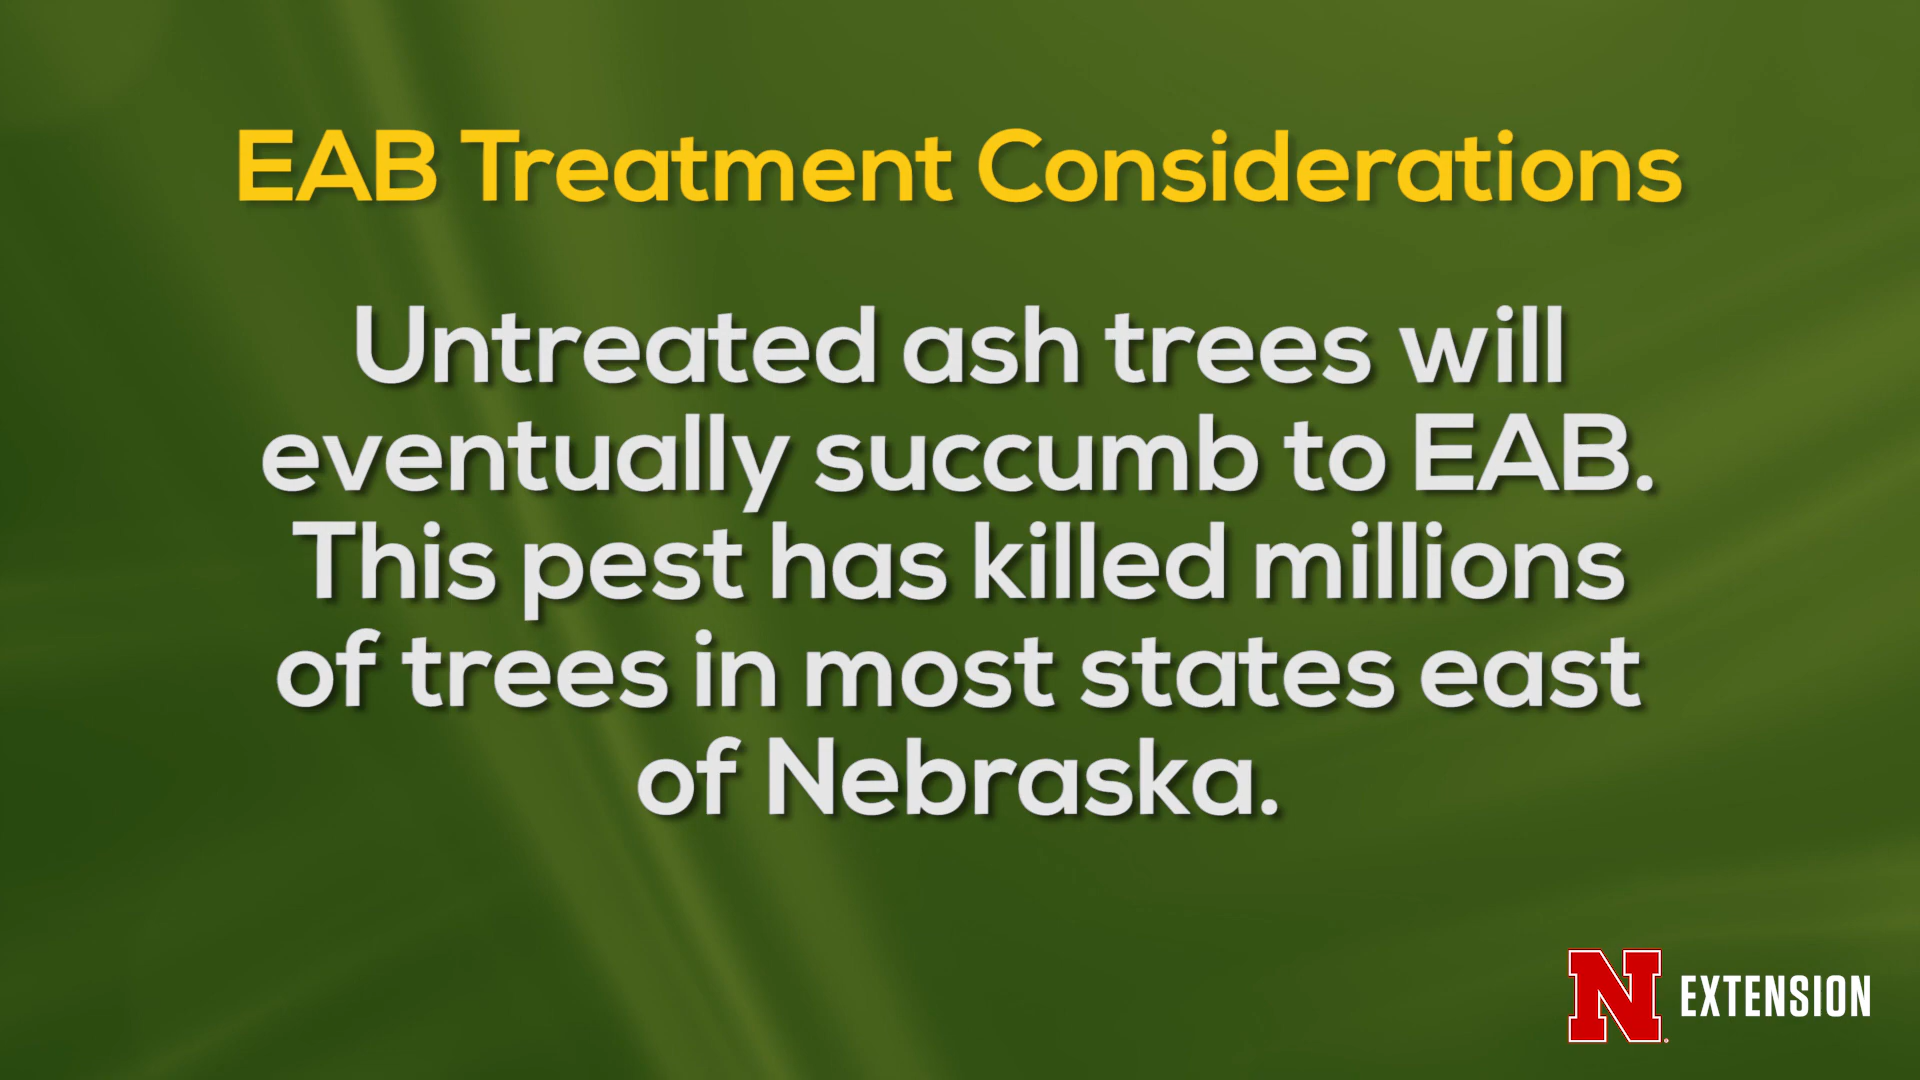 EAB Treatment Considerations
Untreated ash trees will
eventually succumb to EAB.
This pest has killed millions
of trees in most states east
of Nebraska.
N EXTENSION